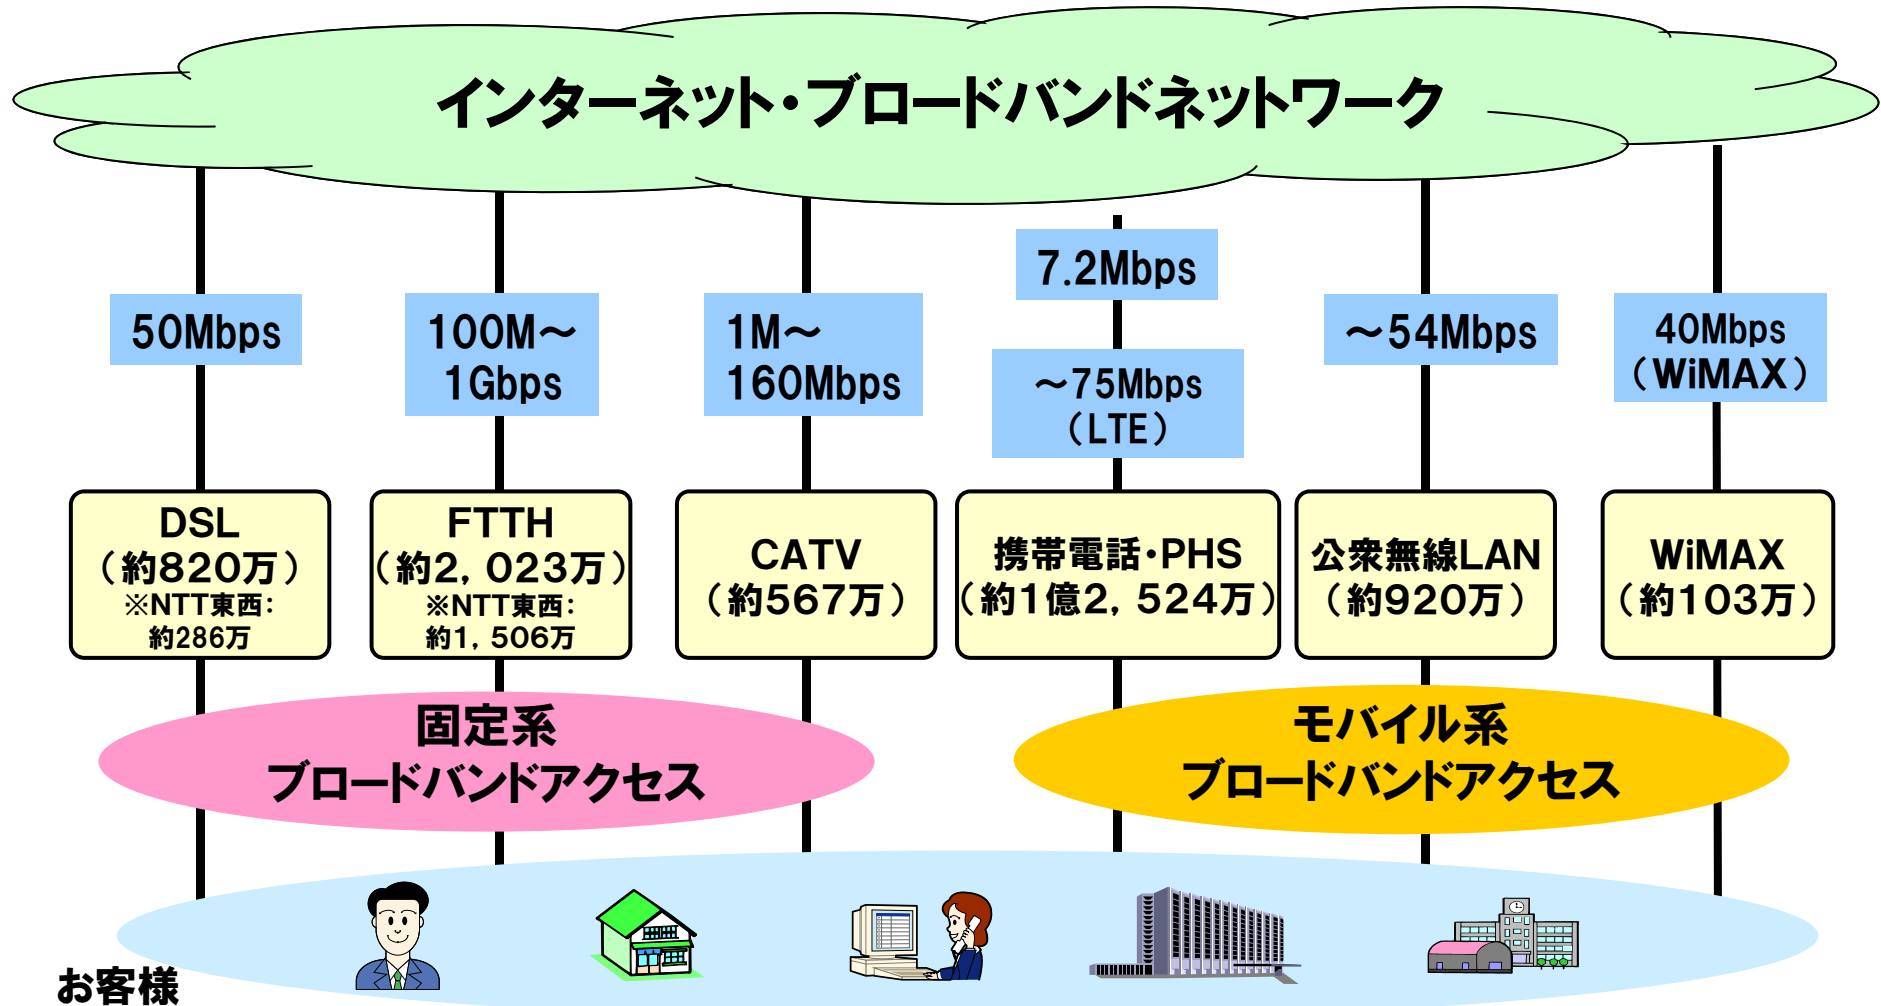 インターネット・ブロードバンドネットワーク
50Mbps
100M～
1Gbps
1M～
160Mbps
7.2Mbps
～75Mbps
（LTE）
～54Mbps
40Mbps
（WiMAX）
DSL
（約820万）
※NTT東西：
約286万
FTTH
（約2，023万）
※NTT東西：
約1，506万
CATV
（約567万）
携帯電話・PHS
（約1億2，524万）
公衆無線LAN
（約920万）
WiMAX
（約103万）
固定系
ブロードバンドアクセス
モバイル系
ブロードバンドアクセス
お客様